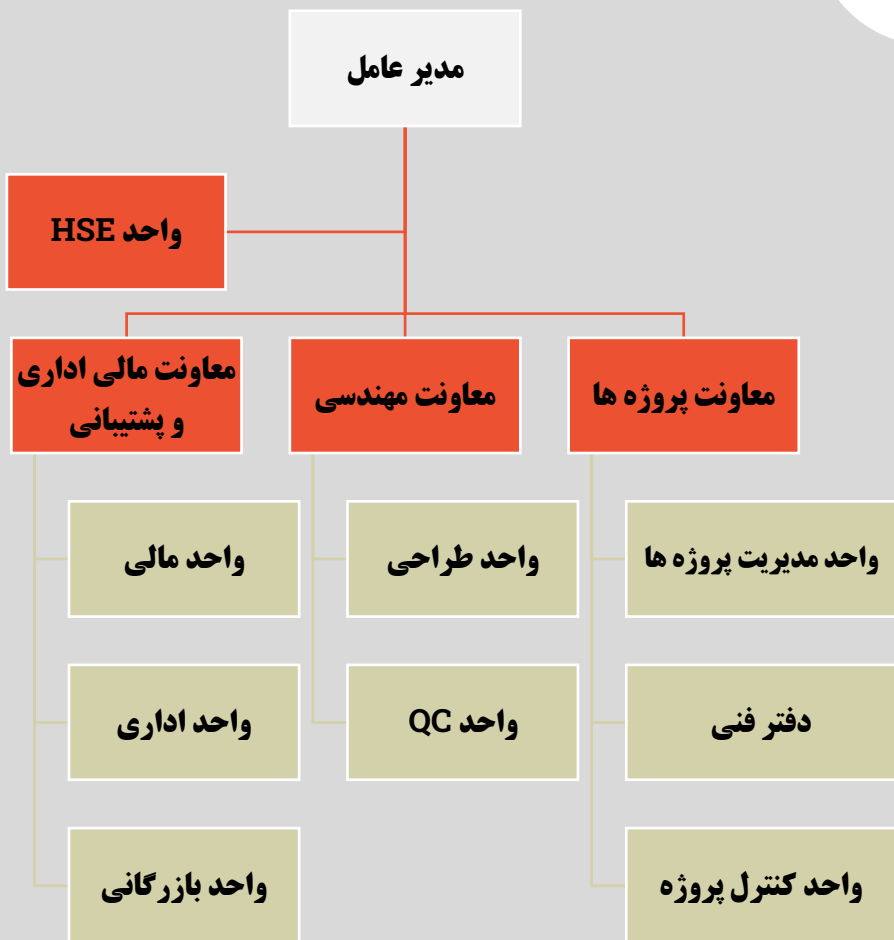 مدیر عامل
واحد HSE
معاونت پروژه ها
معاونت مهندسی
معاونت مالی اداری
و پشتیبانی
واحد مدیریت پروژه ها
واحد طراحی
واحد مالی
دفتر فنی
واحد QC
واحد اداری
واحد کنترل پروژه
واحد بازرگانی